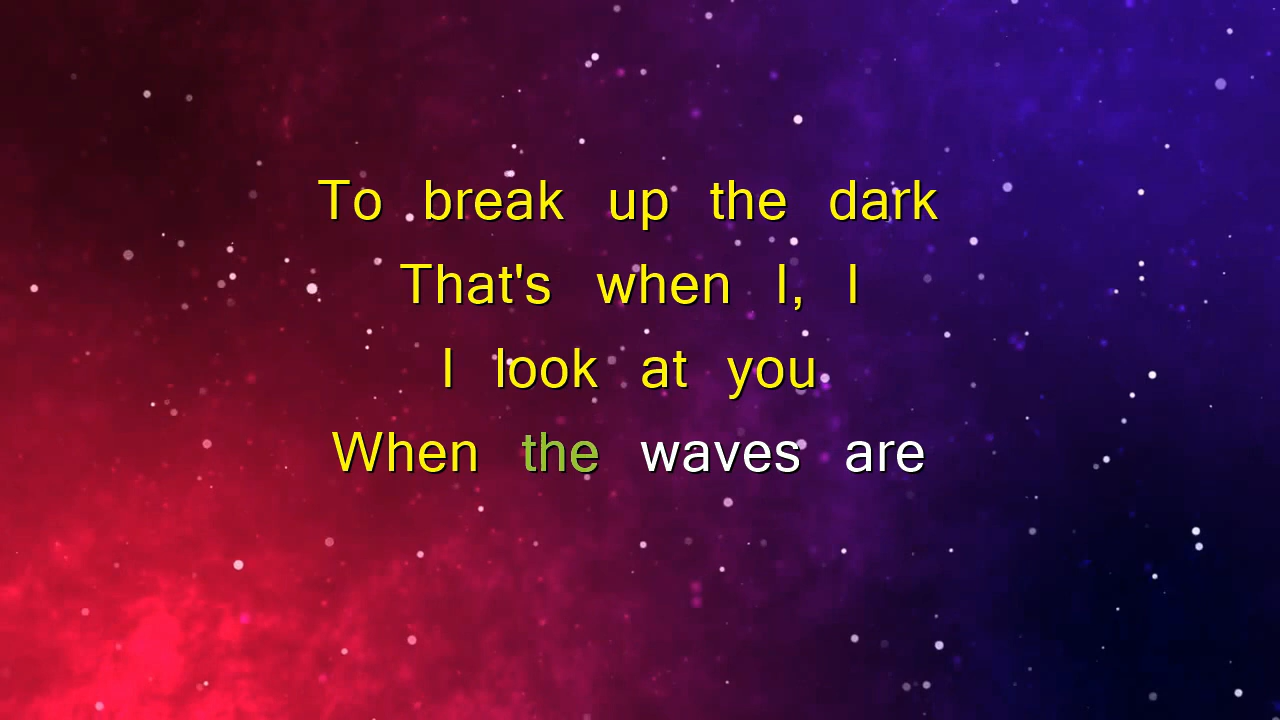 To break up the dark
That's when I, I
I look at you
When the waves are